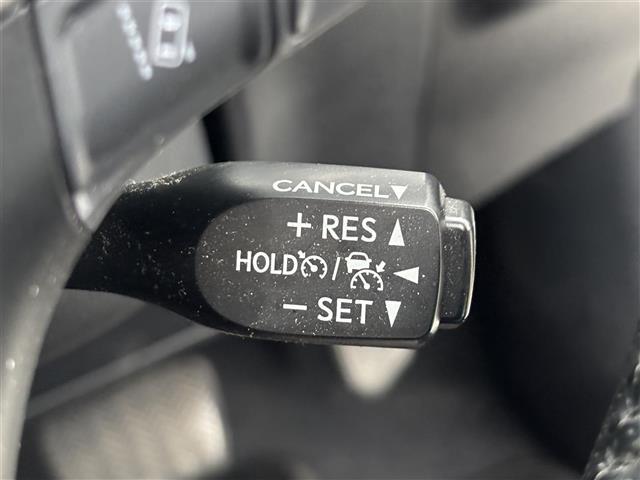 CANCEL▼
+ RES ▲
HOLD / ◀
− SET ▼